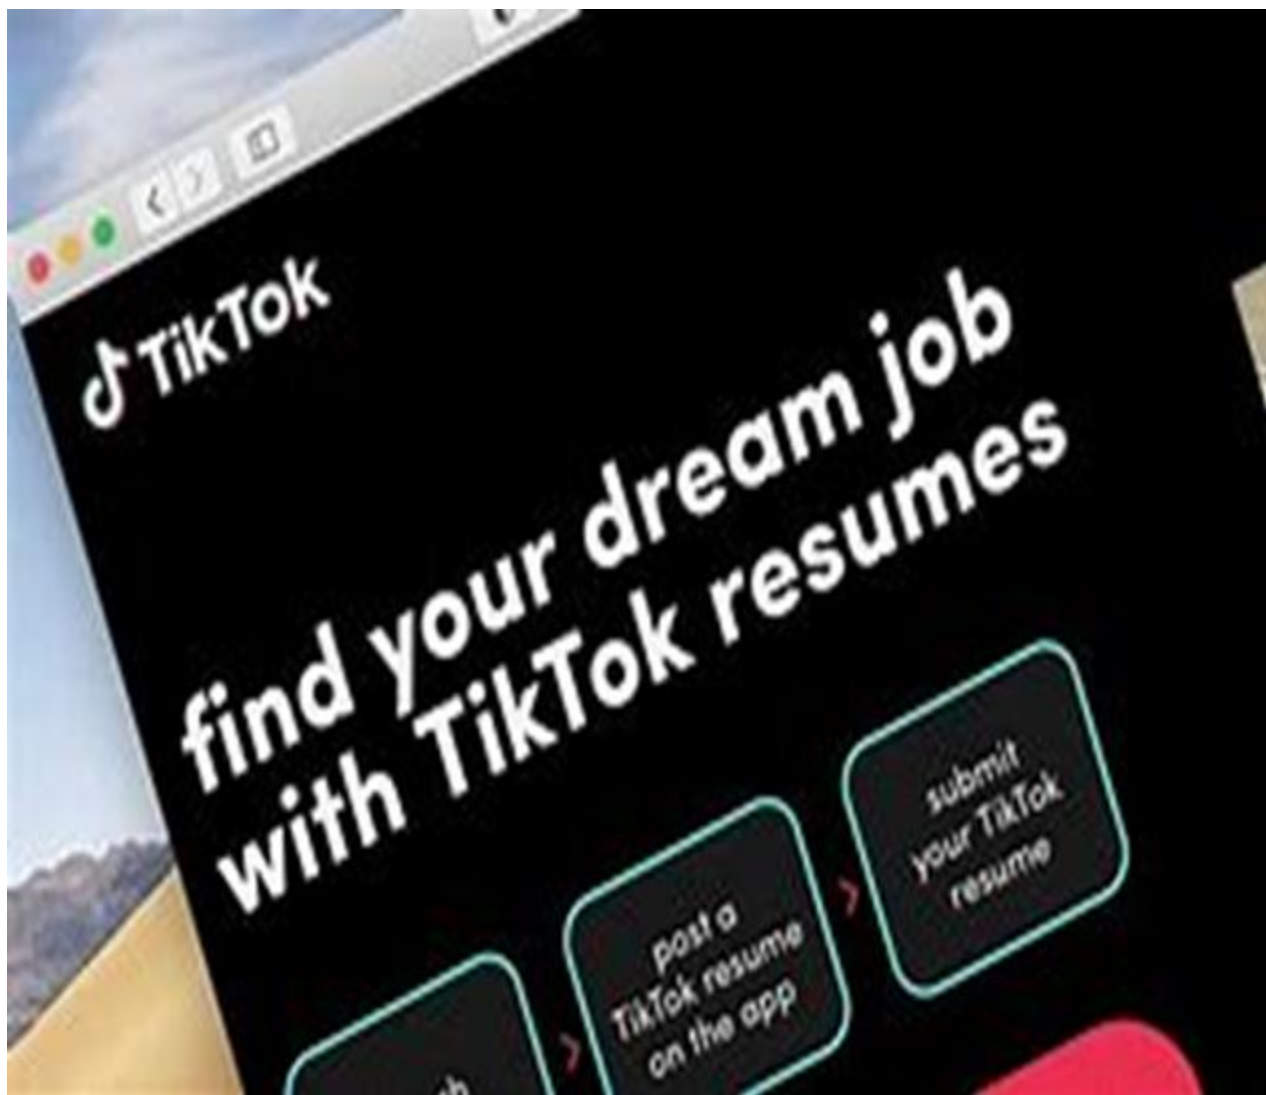 TikTok
find your dream job
with TikTok resumes
post a
TikTok resume
on the app
submit
your TikTok
resume